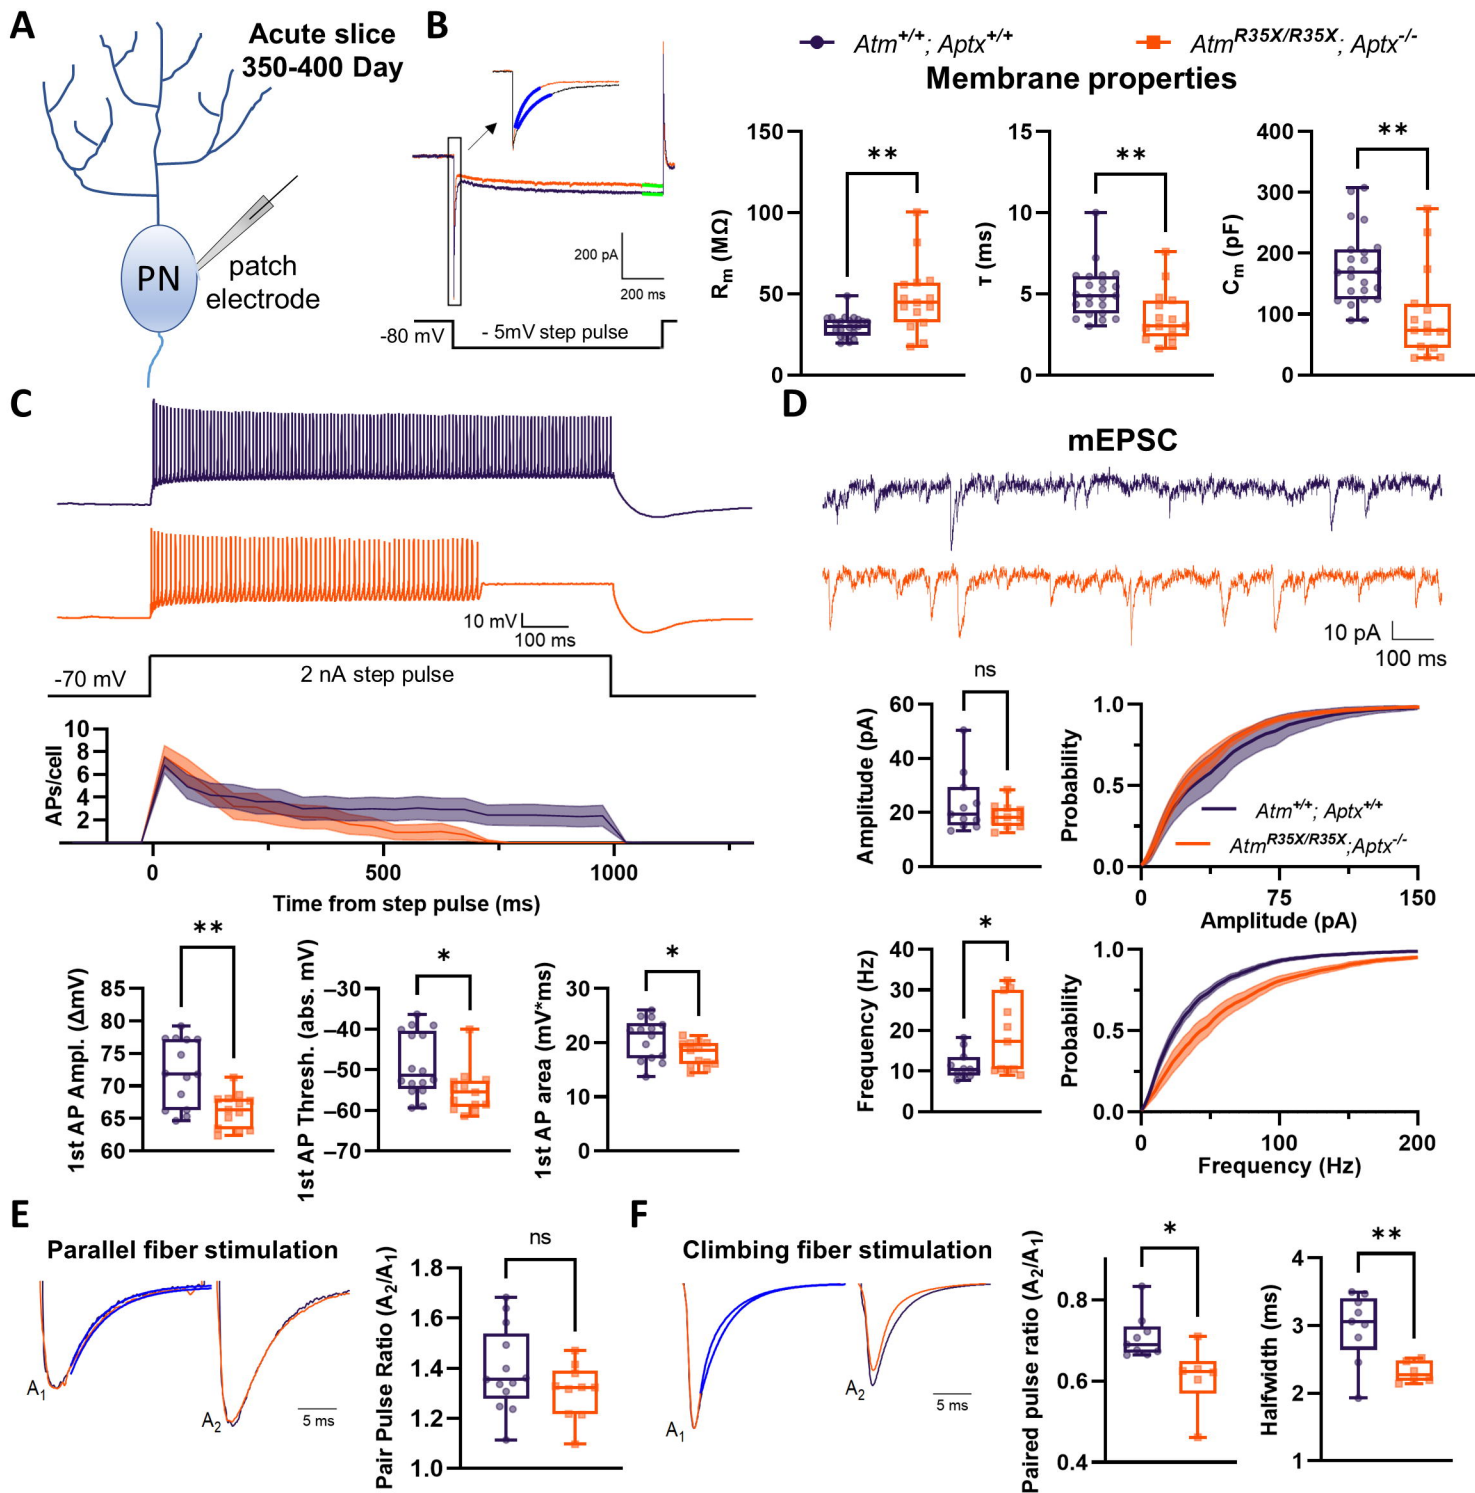 A
Acute slice
350-400 Day
PN
patch
electrode
B
200 pA
200 ms
-80 mV
- 5mV step pulse
Atm+/+; Aptx+/+
AtmR35X/R35X; Aptx-/-
Membrane properties
150
100
50
0
Rm (MΩ)
**
15
10
5
0
τ (ms)
**
400
300
200
100
0
Cm (pF)
**
C
10 mV
100 ms
-70 mV
2 nA step pulse
10
8
6
4
2
APs/cell
0
500
1000
Time from step pulse (ms)
**
85
80
75
70
65
60
1st AP Ampl. (ΔmV)
*
–30
–40
–50
–60
–70
1st AP Thresh. (abs. mV)
*
30
20
10
0
1st AP area (mV*ms)
D
mEPSC
10 pA
100 ms
ns
60
40
20
0
Amplitude (pA)
1.0
0.5
0.0
Probability
Atm+/+; Aptx+/+
AtmR35X/R35X;Aptx-/-
0
75
150
Amplitude (pA)
*
40
30
20
10
0
Frequency (Hz)
1.0
0.5
0.0
Probability
0
100
200
Frequency (Hz)
E
Parallel fiber stimulation
A1
A2
5 ms
ns
1.8
1.6
1.4
1.2
1.0
Pair Pulse Ratio (A2/A1)
F
Climbing fiber stimulation
A1
A2
5 ms
*
0.8
0.6
0.4
Paired pulse ratio (A2/A1)
**
4
3
2
1
Halfwidth (ms)